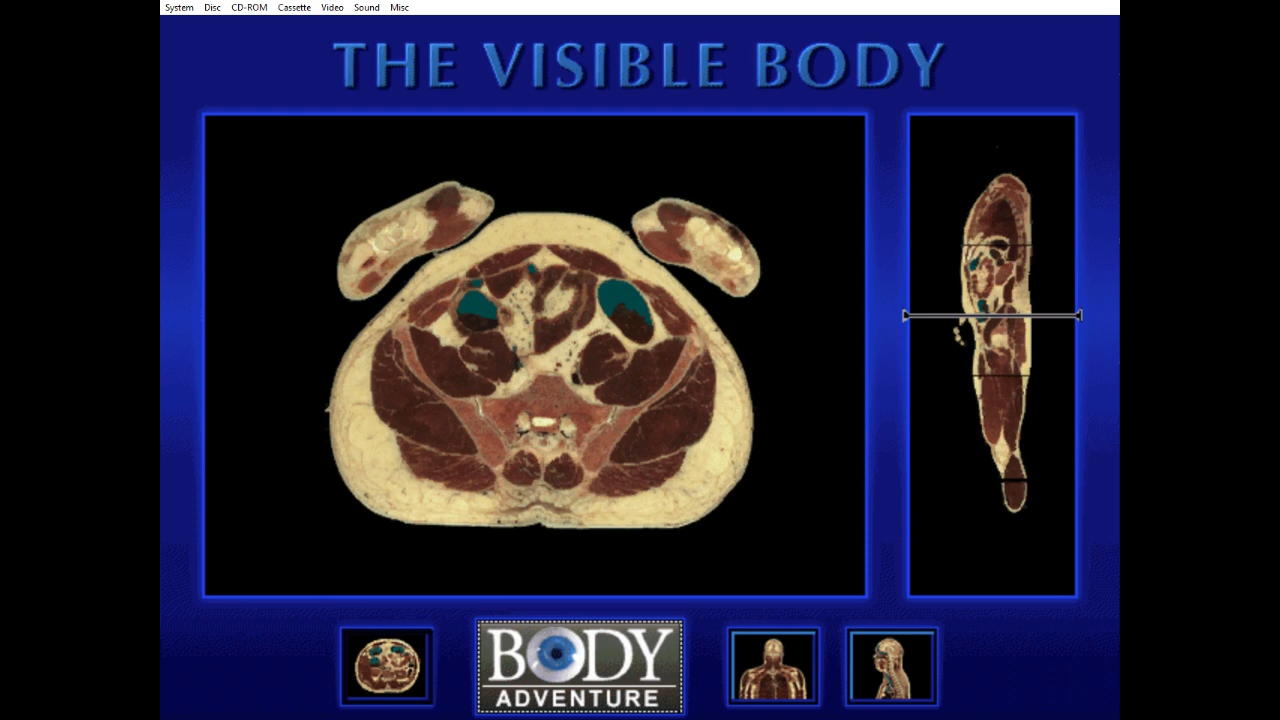 System Disc CD-ROM Cassette Video Sound Misc
THE VISIBLE BODY
BODY
ADVENTURE